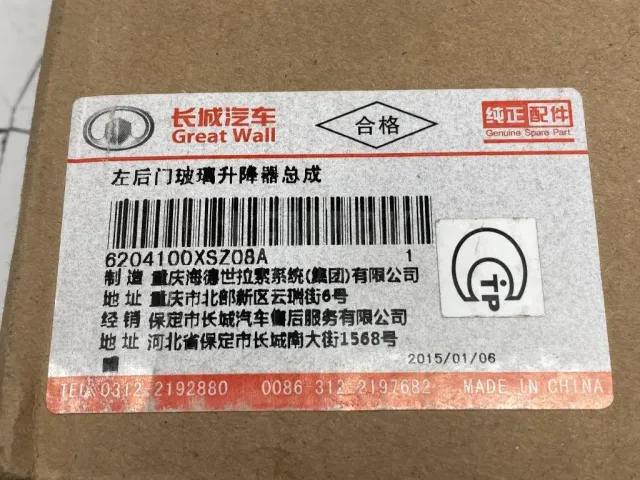 长城汽车
Great Wall
合格
纯正配件
Genuine Spare Part
左后门玻璃升降器总成
6204100XSZ08A 1
制 造 重庆海德世拉索系统(集团)有限公司
地 址 重庆市北部新区云瑞街6号
经 销 保定市长城汽车售后服务有限公司
地 址 河北省保定市长城南大街1568号
TP
2015/01/06
TEL:0312-2192880 0086-312-2197682 MADE IN CHINA